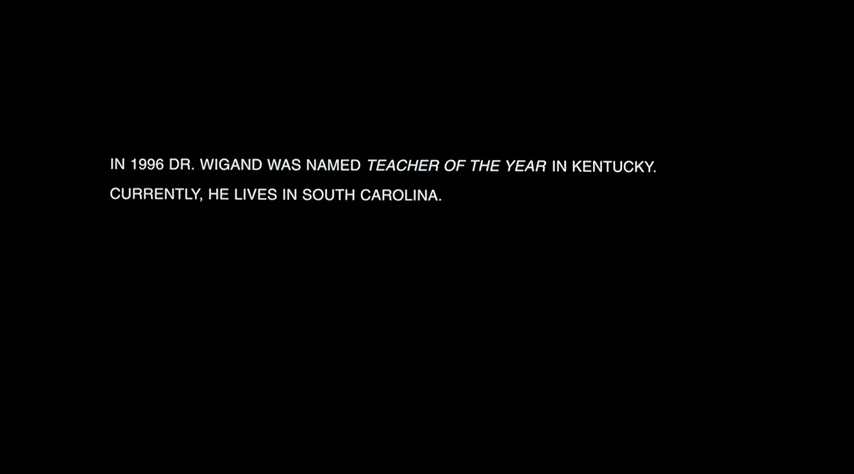 IN 1996 DR. WIGAND WAS NAMED TEACHER OF THE YEAR IN KENTUCKY.
CURRENTLY, HE LIVES IN SOUTH CAROLINA.